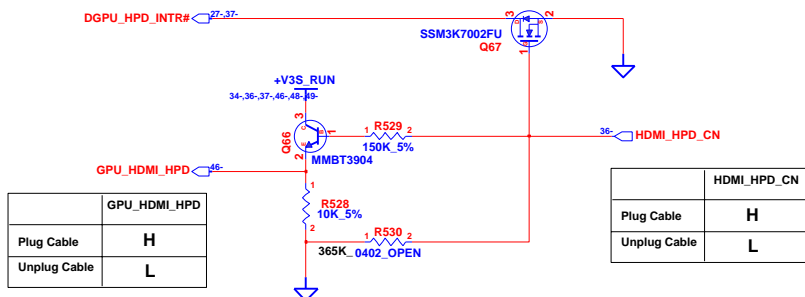 DGPU_HPD_INTR# 27-,37- 3 2
SSM3K7002FU
Q67
1
+V3S_RUN
34-,36-,37-,46-,48-,49-
3
Q66 1 1 R529 2 36- HDMI_HPD_CN
2 MMBT3904 150K_5%
GPU_HDMI_HPD 46-
1
R528
10K_5%
2
1 R530 2
365K_0402_OPEN
GPU_HDMI_HPD
Plug Cable H
Unplug Cable L
HDMI_HPD_CN
Plug Cable H
Unplug Cable L